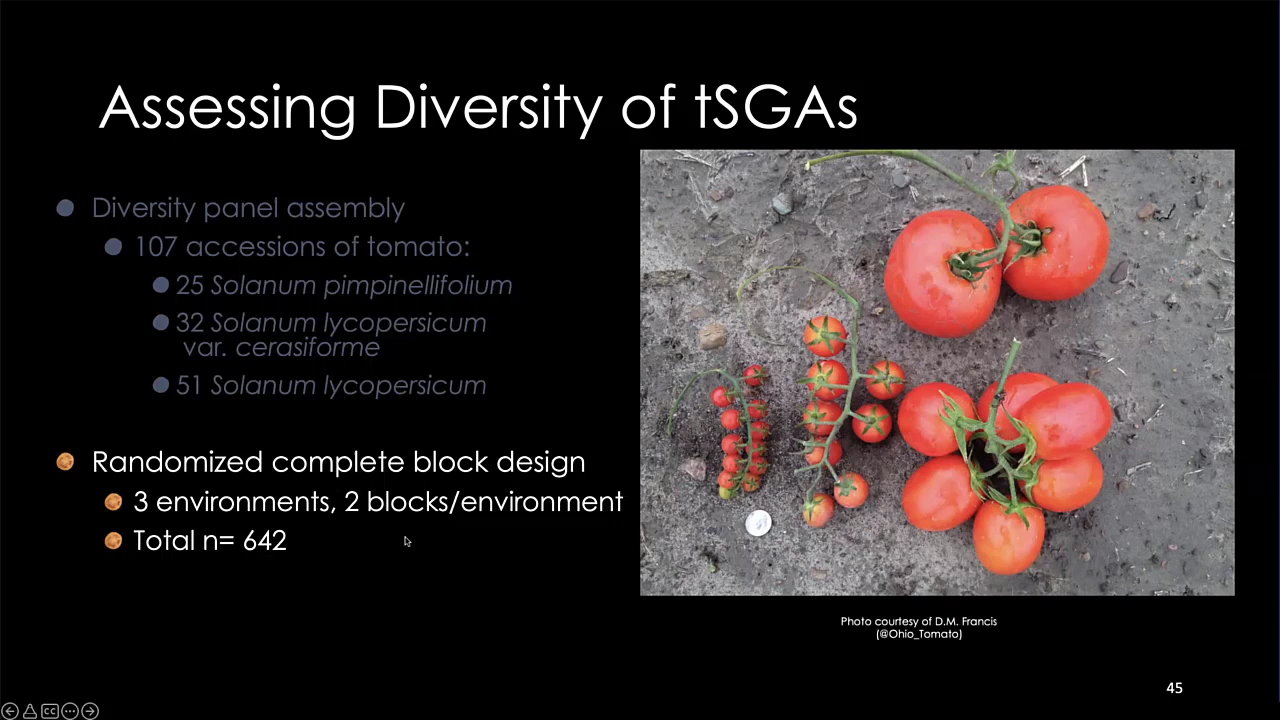 Assessing Diversity of tSGAs
Diversity panel assembly
107 accessions of tomato:
25 Solanum pimpinellifolium
32 Solanum lycopersicum
var. cerasiforme
51 Solanum lycopersicum
Randomized complete block design
3 environments, 2 blocks/environment
Total n= 642
Photo courtesy of D.M. Francis
(@Ohio_Tomato)
45
CC